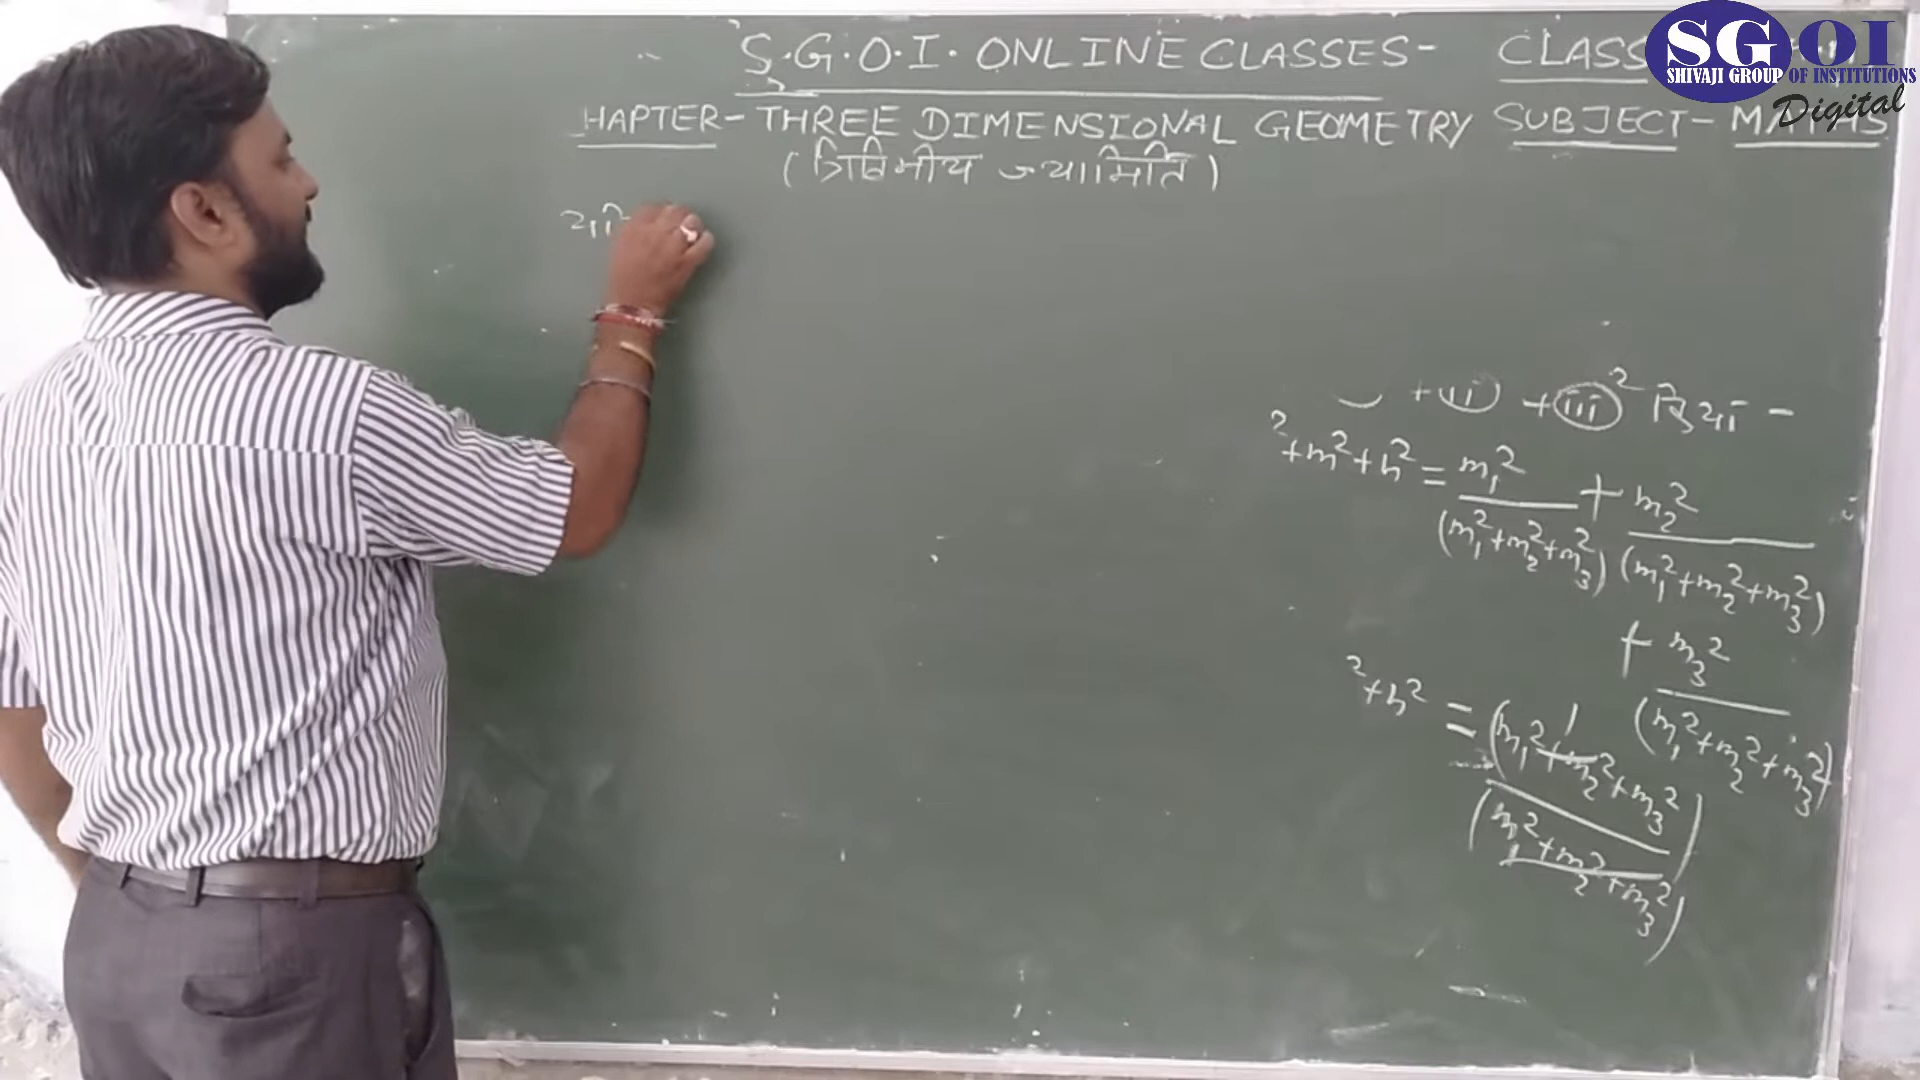 S.G.O.I. ONLINE CLASSES- CLASS
SGOI
SHIVAJI GROUP OF INSTITUTIONS
Digital
HAPTER- THREE DIMENSIONAL GEOMETRY SUBJECT- MATHS
(त्रिविमीय ज्यामिति)
+ ii + iii ²
² + m² + n² = m₁² / (m₁² + m₂² + m₃²) + m₂² / (m₁² + m₂² + m₃²)
+ m₃² / (m₁² + m₂² + m₃²)
² + n² = (m₁² + m₂² + m₃²) / (m₁² + m₂² + m₃²)